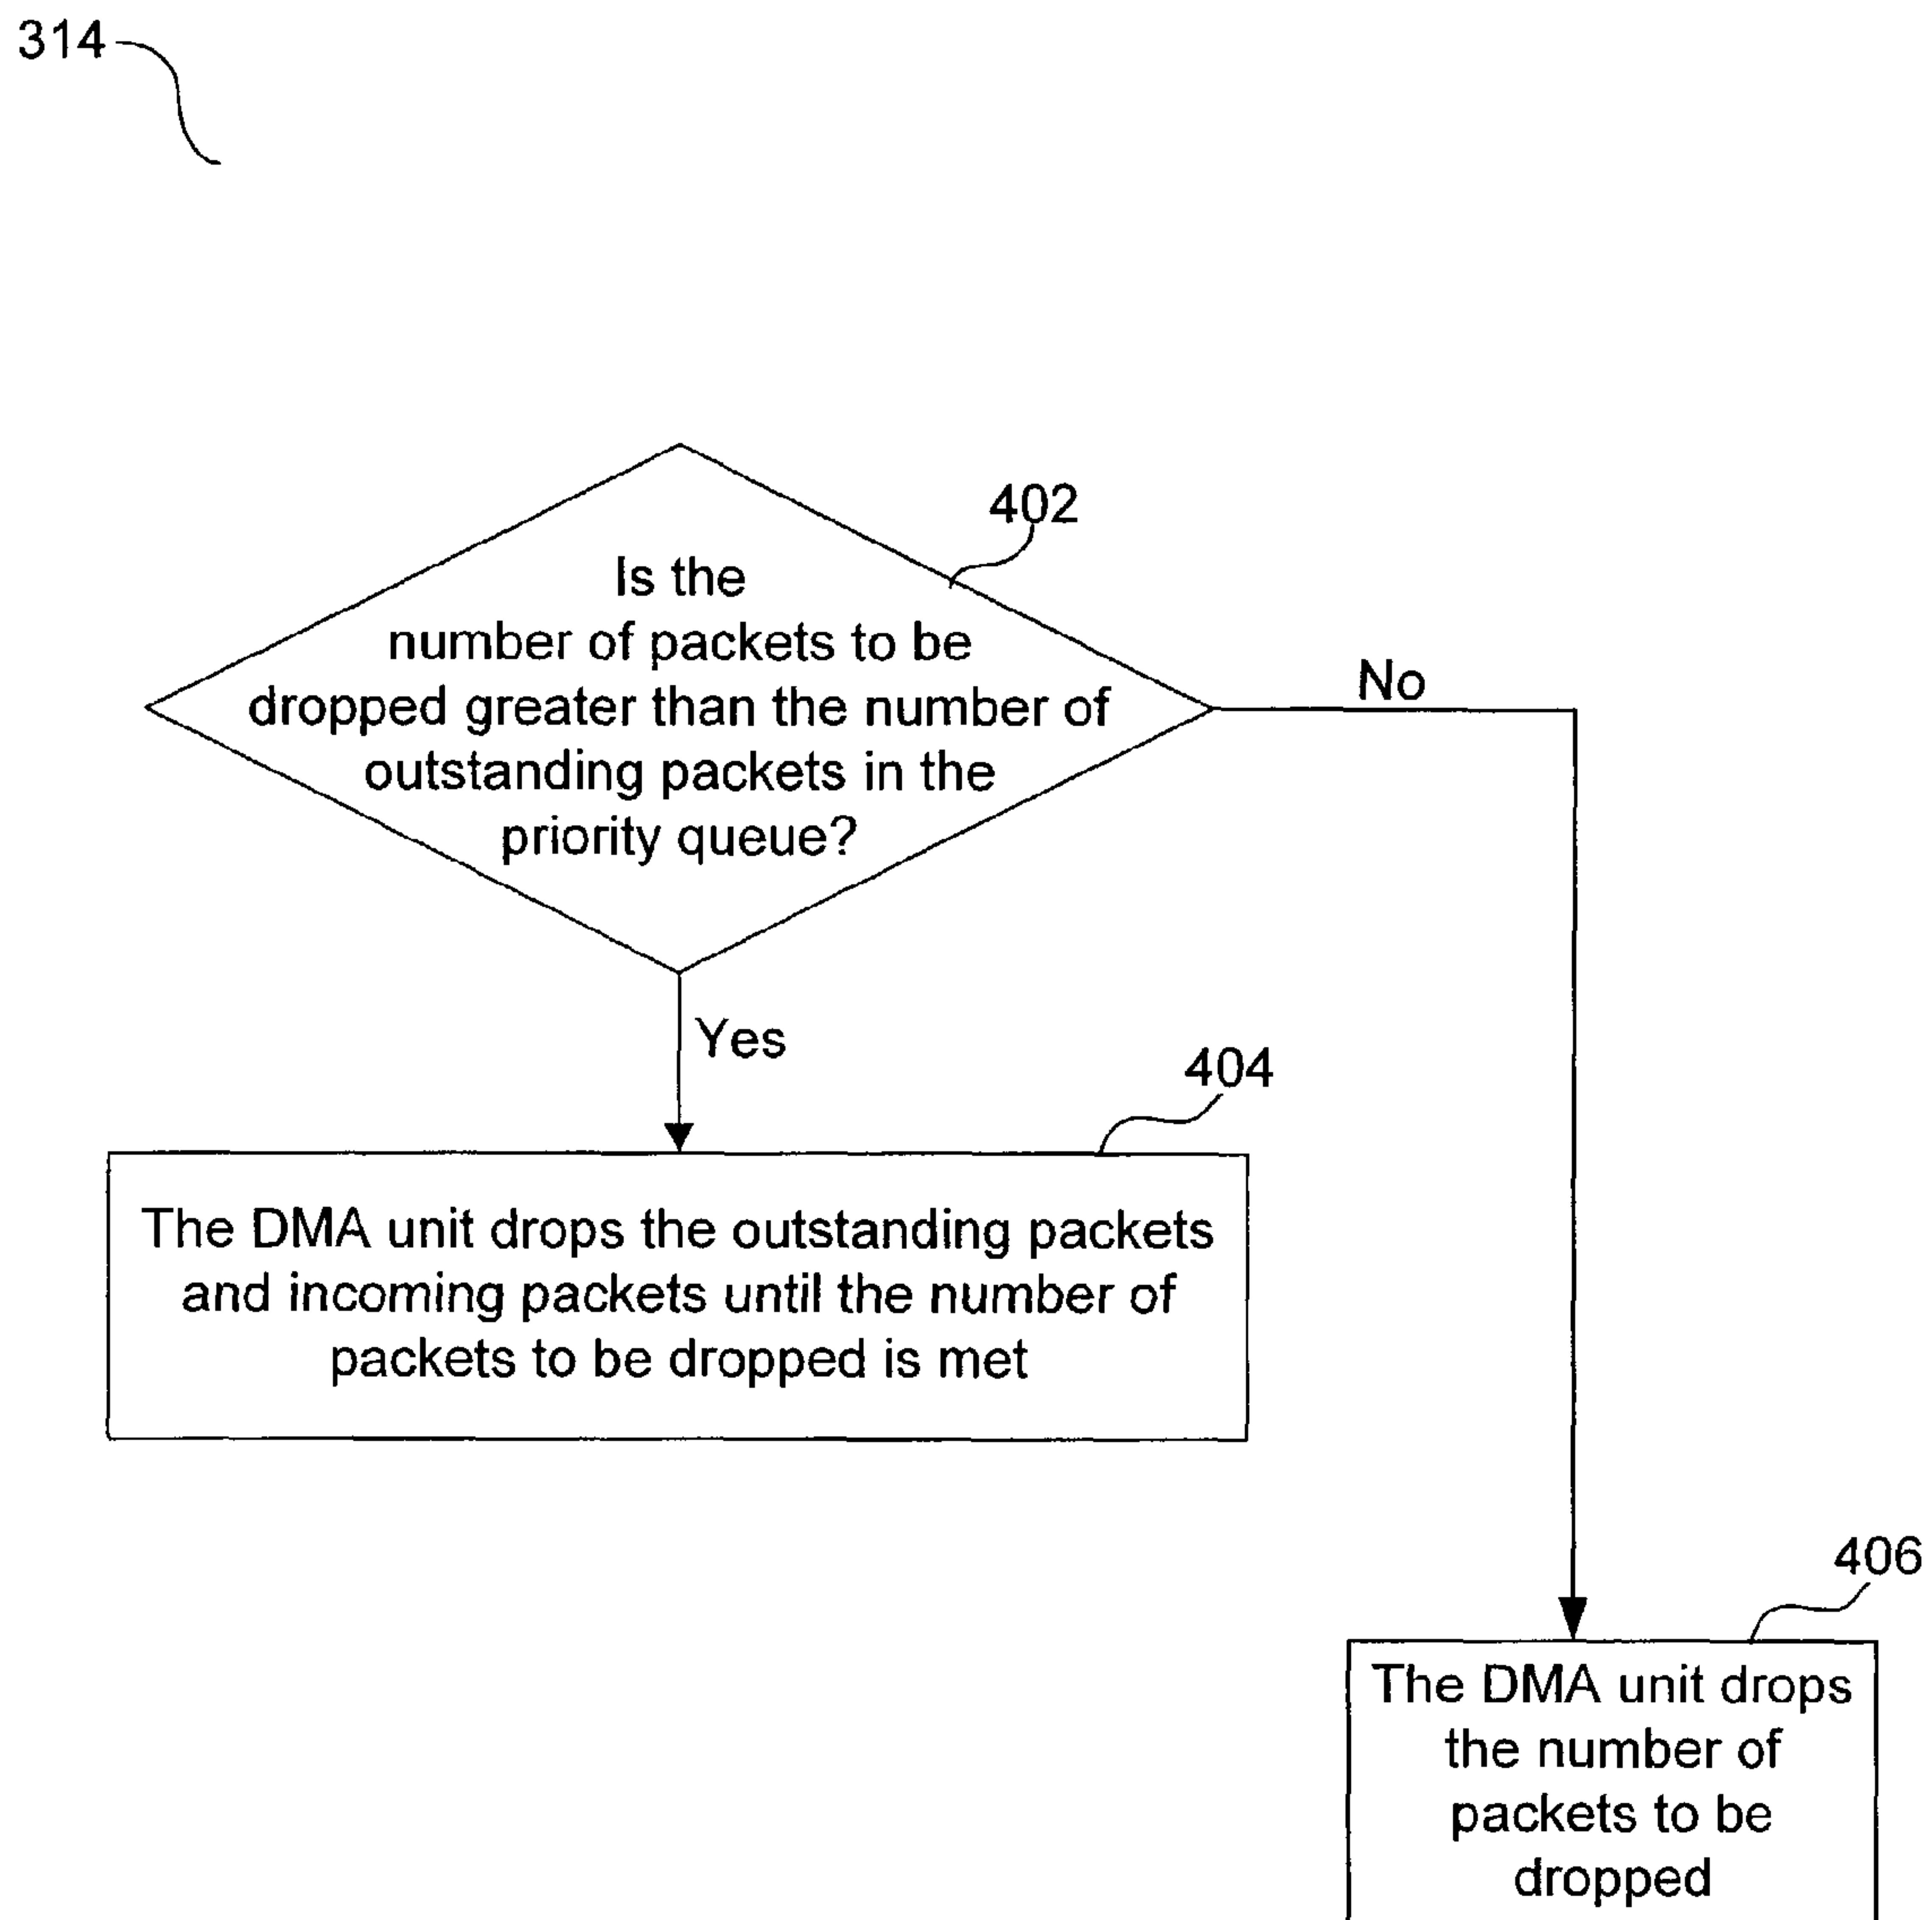 314
402
Is the
number of packets to be
dropped greater than the number of
outstanding packets in the
priority queue?
No
Yes
404
The DMA unit drops the outstanding packets
and incoming packets until the number of
packets to be dropped is met
406
The DMA unit drops
the number of
packets to be
dropped